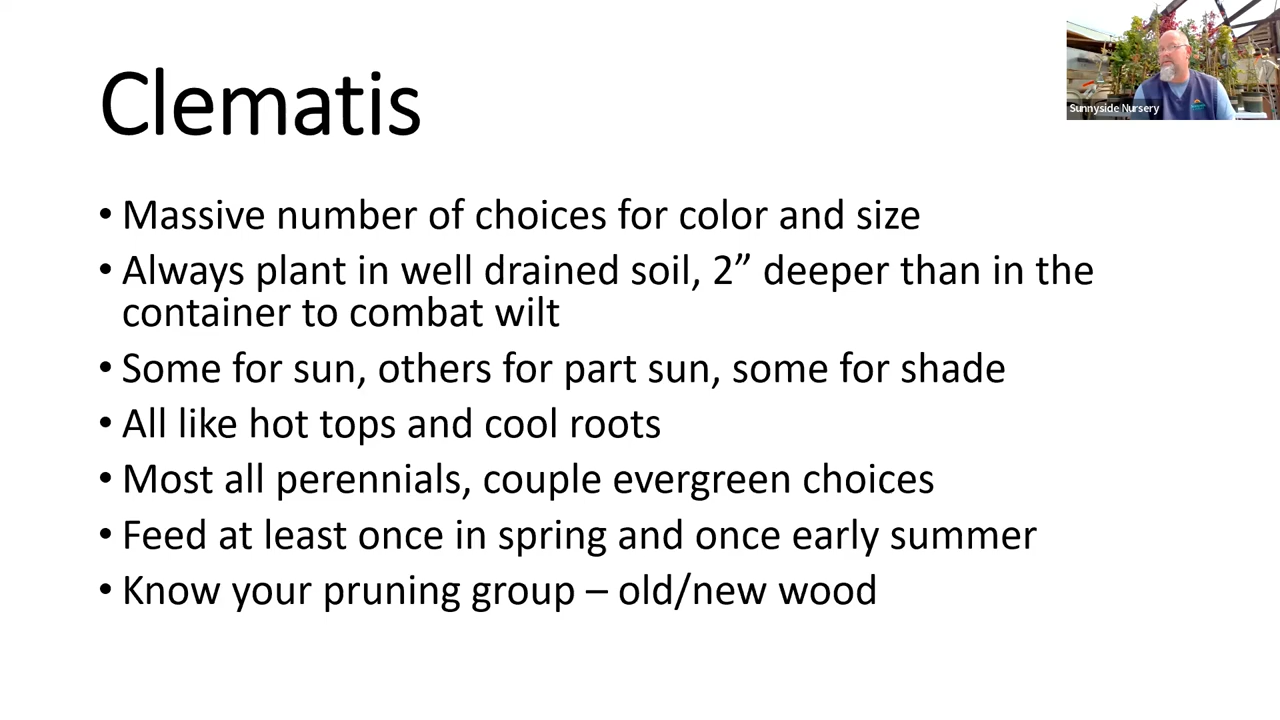 Clematis
Sunnyside Nursery
• Massive number of choices for color and size
• Always plant in well drained soil, 2” deeper than in the
container to combat wilt
• Some for sun, others for part sun, some for shade
• All like hot tops and cool roots
• Most all perennials, couple evergreen choices
• Feed at least once in spring and once early summer
• Know your pruning group – old/new wood